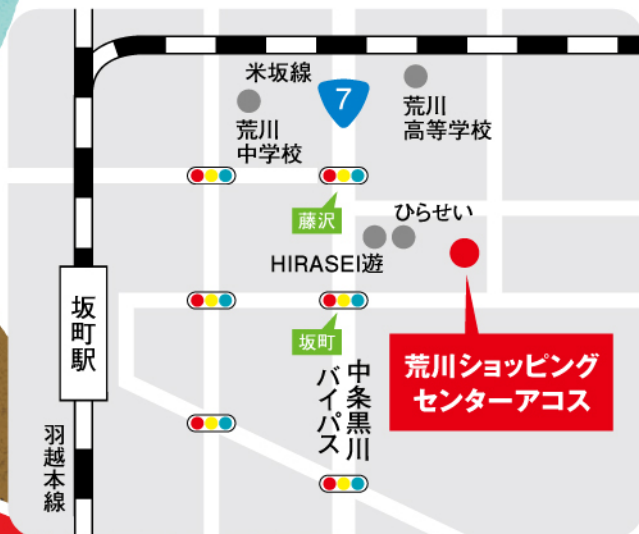 米坂線
7
荒川
中学校
荒川
高等学校
藤沢
ひらせい
HIRASEI遊
坂町駅
坂町
荒川ショッピング
センターアコス
中条黒川
バイパス
羽越本線